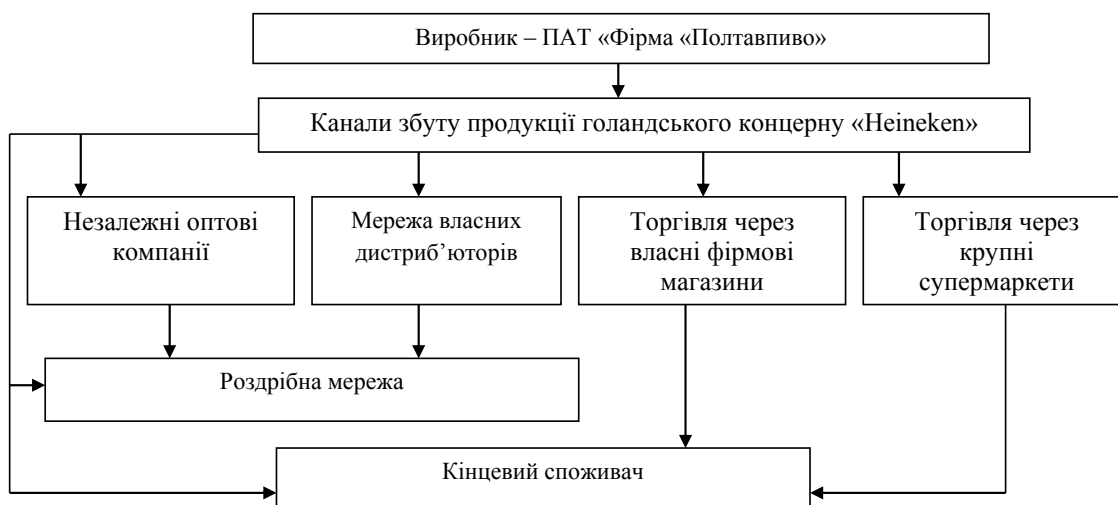 Виробник – ПАТ «Фірма «Полтавпиво»
Канали збуту продукції голандського концерну «Heineken»
Незалежні оптові
компанії
Мережа власних
дистриб’юторів
Торгівля через
власні фірмові
магазини
Торгівля через
крупні
супермаркети
Роздрібна мережа
Кінцевий споживач